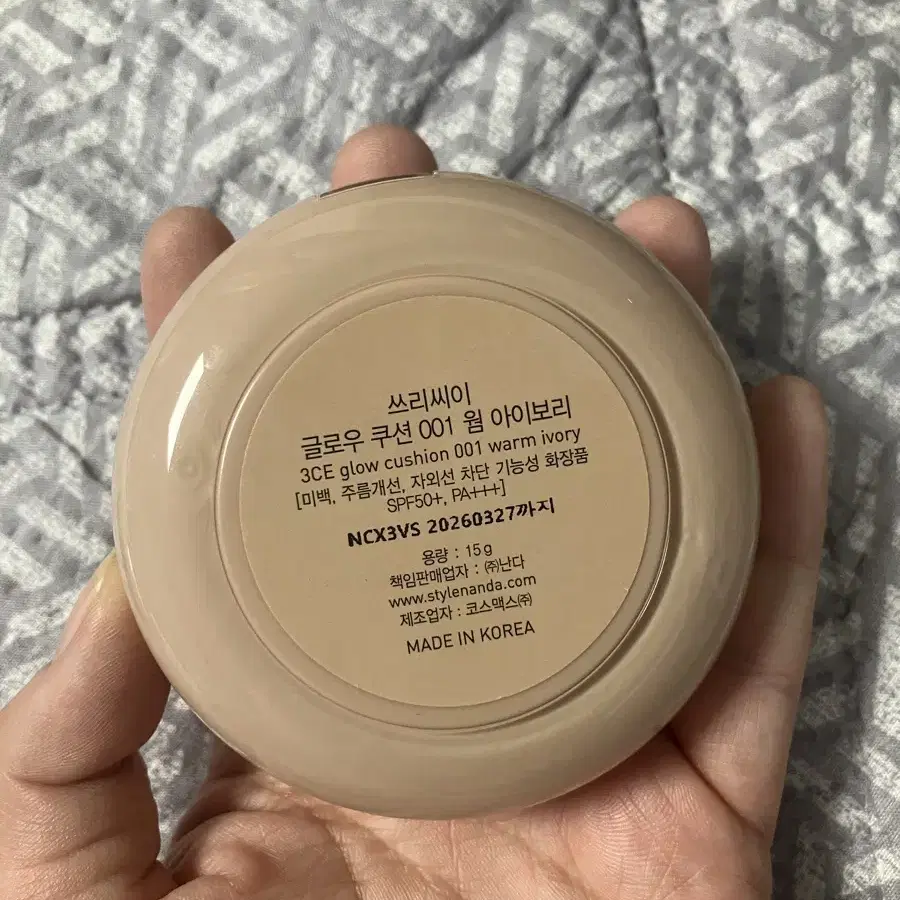 쓰리씨이
글로우 쿠션 001 웜 아이보리
3CE glow cushion 001 warm ivory
[미백, 주름개선, 자외선 차단 기능성 화장품
SPF50+, PA+++]
NCX3VS 20260327까지
용량 : 15g
책임판매업자 : ㈜난다
www.stylenanda.com
제조업자 : 코스맥스㈜
MADE IN KOREA